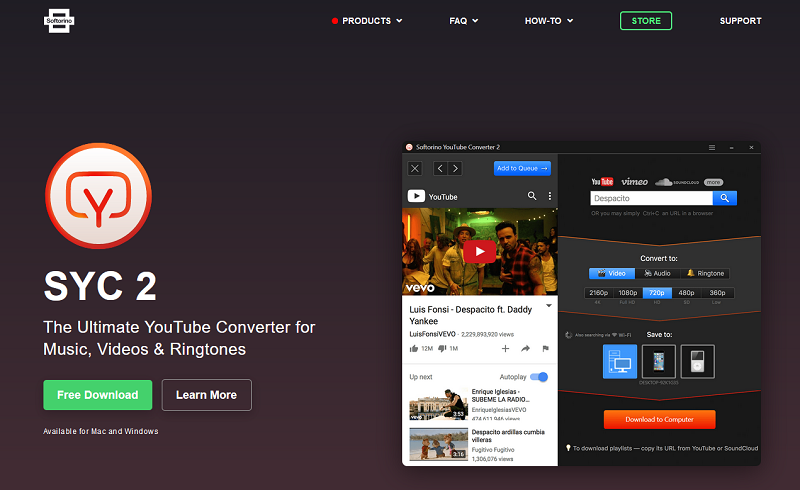 Softorino
PRODUCTS
FAQ
HOW-TO
STORE
SUPPORT
SYC 2
The Ultimate YouTube Converter for
Music, Videos & Ringtones
Free Download
Learn More
Available for Mac and Windows
Softorino YouTube Converter 2
Add to Queue →
YouTube
vevo
Luis Fonsi - Despacito ft. Daddy
Yankee
LuisFonsiVEVO - 2,229,893,920 views
12M
1M
Up next
Autoplay
3:53
Enrique Iglesias -
SUBEME LA RADIO...
EnriqueIglesiasVEVO
474,611,946 views
3:16
Despacito ardillas cumbia
villeras
Fugitivo Fugitivo
1,306,076 views
YouTube
vimeo
SOUNDCLOUD
more
Despacito
OR you may simply Ctrl+C an URL in a browser
Convert to:
Video
Audio
Ringtone
2160p
1080p
720p
480p
360p
4K
Full HD
HD
SD
Low
Also searching via Wi-Fi
Save to:
Download to Computer
To download playlists — copy its URL from YouTube or SoundCloud